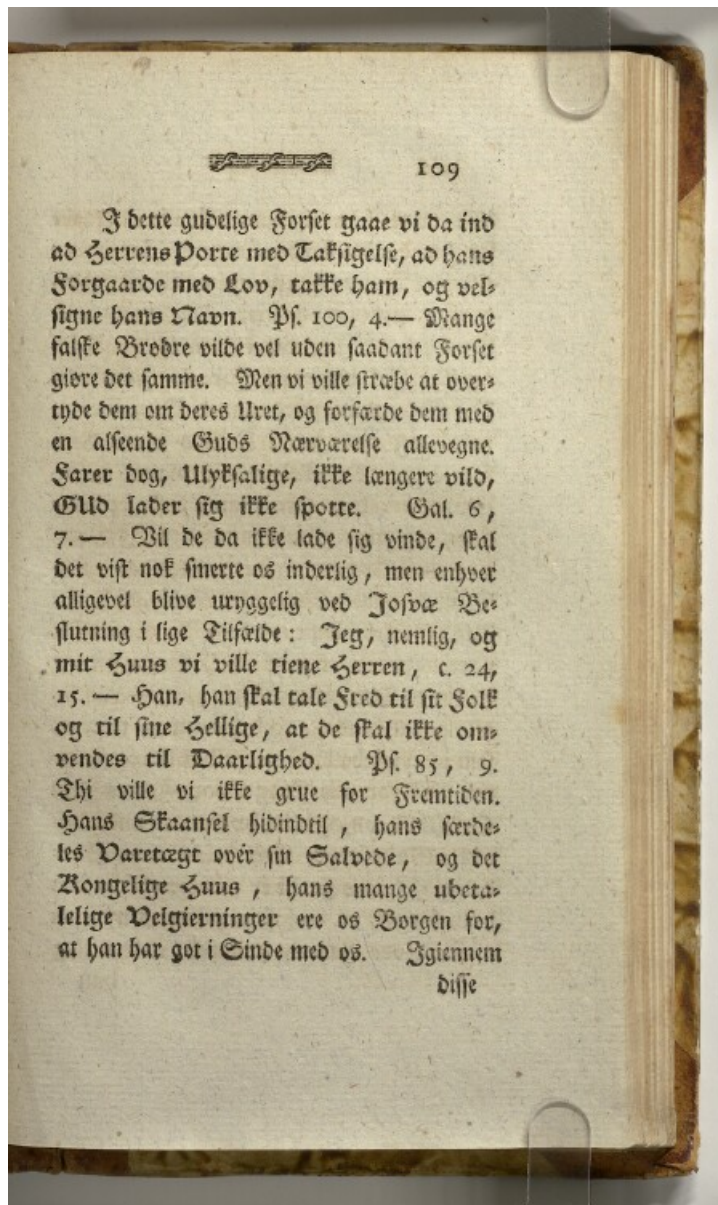 109
I dette gudelige Forset gaae vi da ind
ad Herrens Porte med Taksigelse, ad hans
Forgaarde med Lov, takke ham, og vel-
signe hans Navn. Ps. 100, 4.— Mange
falske Brødre vilde vel uden saadant Forset
giøre det samme. Men vi ville stræbe at over-
tyde dem om deres Uret, og forfærde dem med
en alseende Guds Nærværelse allevegne.
Farer dog, Ulyksalige, ikke længere vild,
GUd lader sig ikke spotte. Gal. 6,
7.— Vil de da ikke lade sig vinde, skal
det vist nok smerte os inderlig, men enhver
alligevel blive uryggelig ved Josvæ Be-
slutning i lige Tilfælde: Jeg, nemlig, og
mit Huus vi ville tiene Herren, c. 24,
15.— Han, han skal tale Fred til sit Folk
og til sine Hellige, at de skal ikke om-
vendes til Daarlighed. Ps. 85, 9.
Thi ville vi ikke grue for Fremtiden.
Hans Skaansel hidindtil, hans særde-
les Varetægt over sin Salvede, og det
Kongelige Huus, hans mange ubeta-
lelige Velgierninger ere os Borgen for,
at han har got i Sinde med os. Igiennem
disse